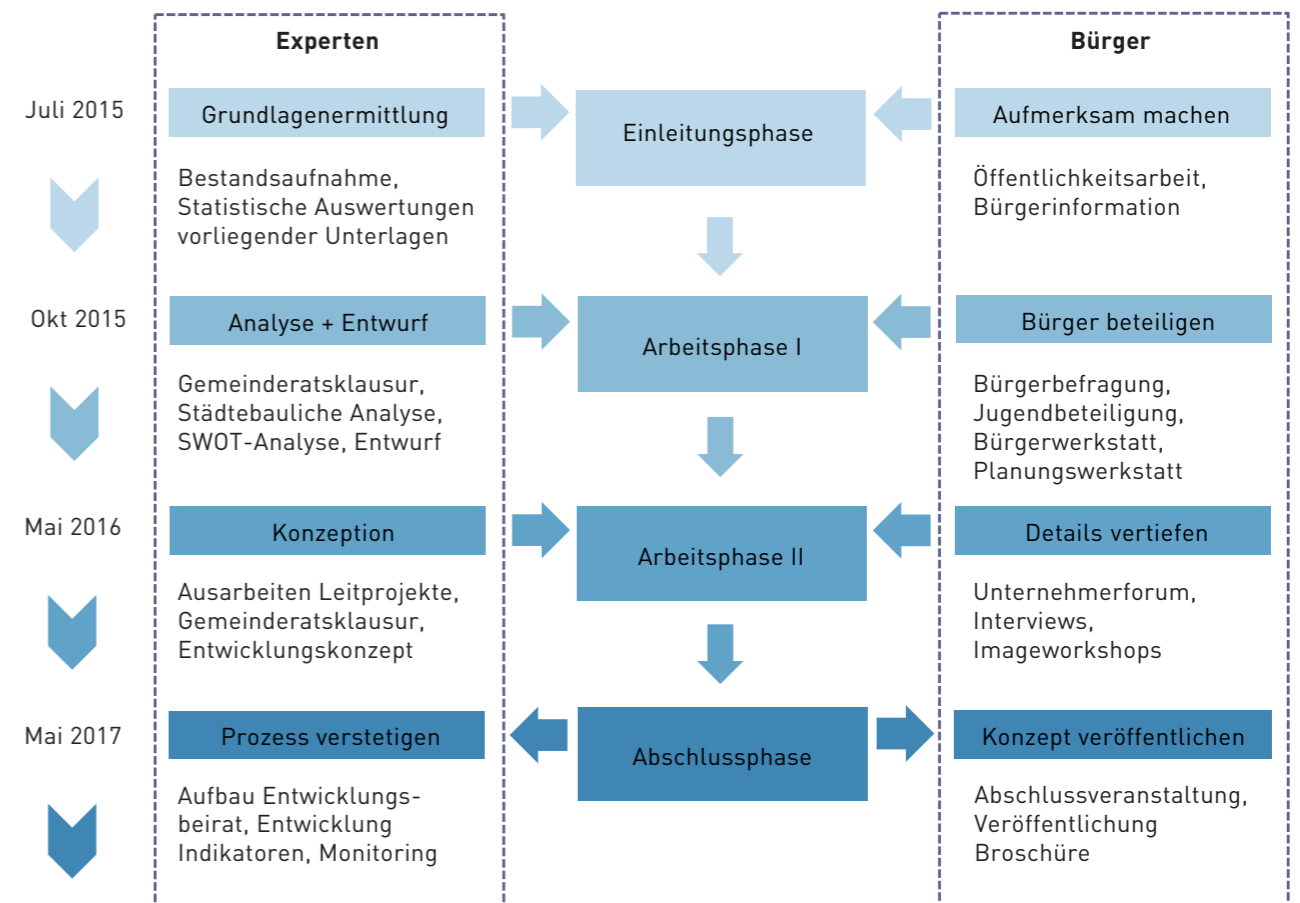 Experten
Bürger
Juli 2015
Grundlagenermittlung
Einleitungsphase
Aufmerksam machen
Bestandsaufnahme,
Statistische Auswertungen
vorliegender Unterlagen
Öffentlichkeitsarbeit,
Bürgerinformation
Okt 2015
Analyse + Entwurf
Arbeitsphase I
Bürger beteiligen
Gemeinderatsklausur,
Städtebauliche Analyse,
SWOT-Analyse, Entwurf
Bürgerbefragung,
Jugendbeteiligung,
Bürgerwerkstatt,
Planungswerkstatt
Mai 2016
Konzeption
Arbeitsphase II
Details vertiefen
Ausarbeiten Leitprojekte,
Gemeinderatsklausur,
Entwicklungskonzept
Unternehmerforum,
Interviews,
Imageworkshops
Mai 2017
Prozess verstetigen
Abschlussphase
Konzept veröffentlichen
Aufbau Entwicklungs-
beirat, Entwicklung
Indikatoren, Monitoring
Abschlussveranstaltung,
Veröffentlichung
Broschüre